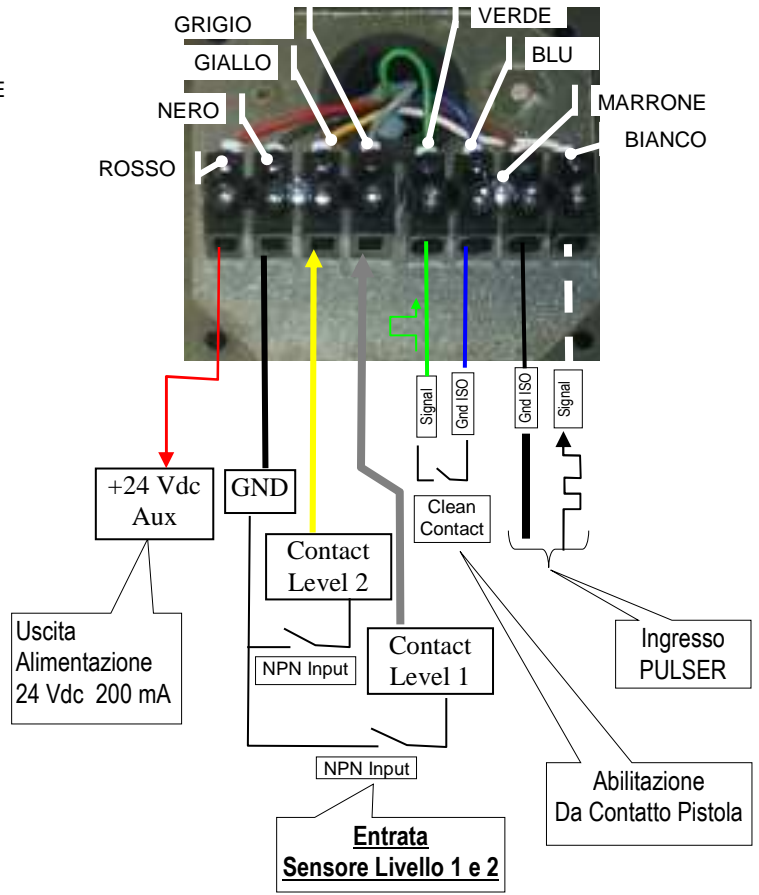 GRIGIO
VERDE
GIALLO
BLU
E
NERO
MARRONE
ROSSO
BIANCO
Signal
Gnd ISO
Gnd ISO
Signal
+24 Vdc
Aux
GND
Clean
Contact
Contact
Level 2
Uscita
Alimentazione
24 Vdc 200 mA
NPN Input
Contact
Level 1
Ingresso
PULSER
NPN Input
Abilitazione
Da Contatto Pistola
Entrata
Sensore Livello 1 e 2